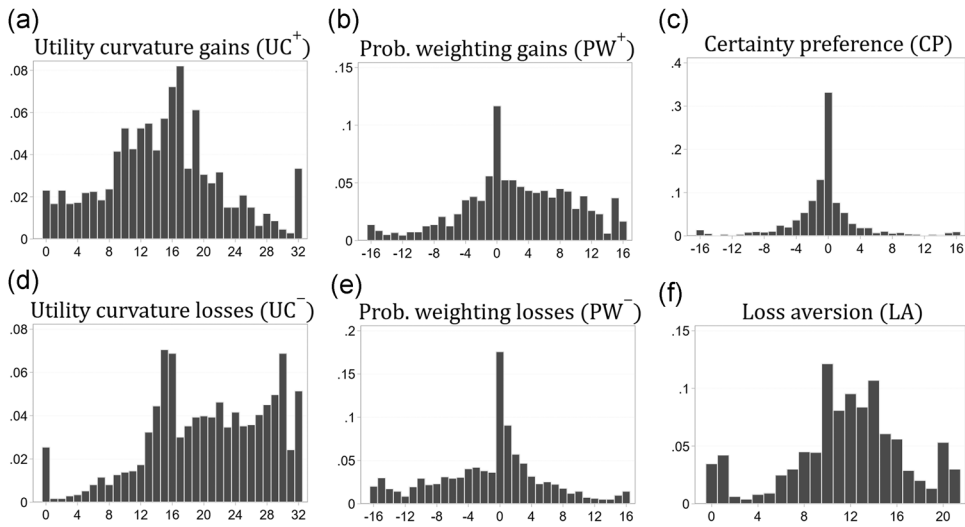 (a)
Utility curvature gains (UC⁺)
.08
.06
.04
.02
0
0 4 8 12 16 20 24 28 32
(b)
Prob. weighting gains (PW⁺)
.15
.1
.05
0
-16 -12 -8 -4 0 4 8 12 16
(c)
Certainty preference (CP)
.4
.3
.2
.1
0
-16 -8 -4 0 4 8 16
(d)
Utility curvature losses (UC⁻)
.08
.06
.04
.02
0
0 4 8 12 16 20 24 28 32
(e)
Prob. weighting losses (PW⁻)
.2
.15
.1
.05
0
-16 -12 -8 -4 0 4 8 12 16
(f)
Loss aversion (LA)
.15
.1
.05
0
0 4 8 12 16 20